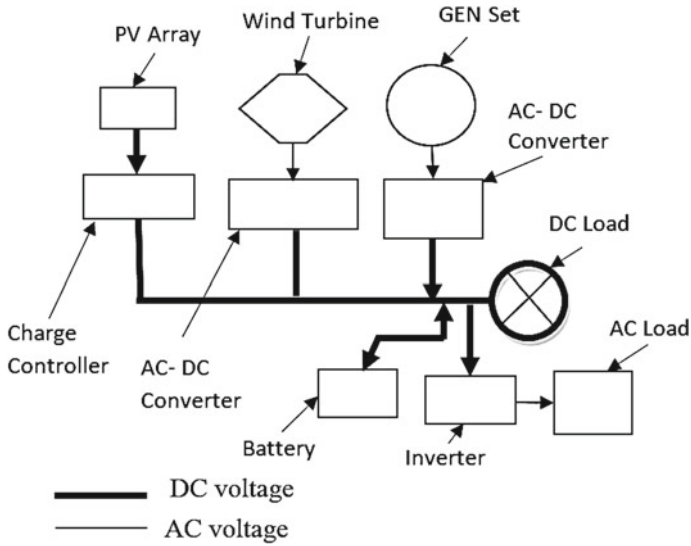 PV Array
Wind Turbine
GEN Set
AC- DC
Converter
DC Load
Charge
Controller
AC- DC
Converter
Battery
Inverter
AC Load
DC voltage
AC voltage